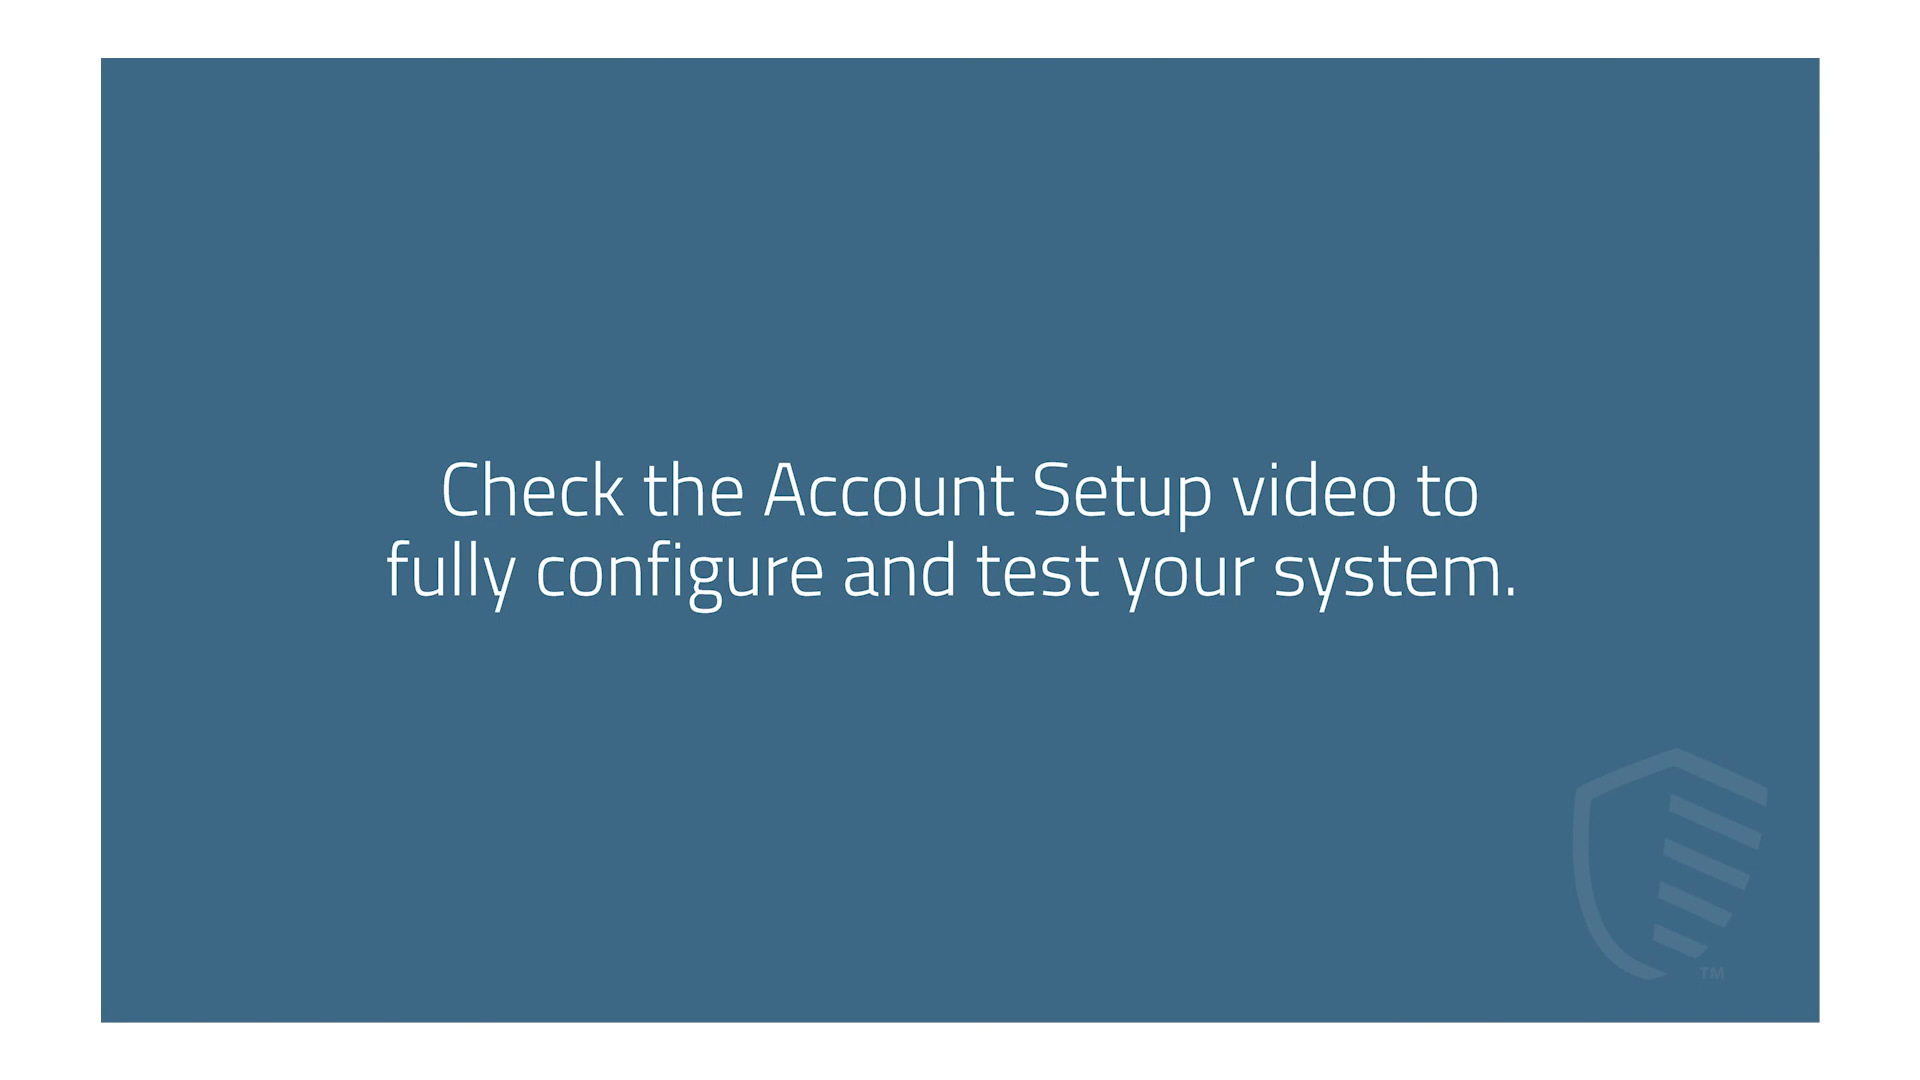 Check the Account Setup video to
fully configure and test your system.
TM